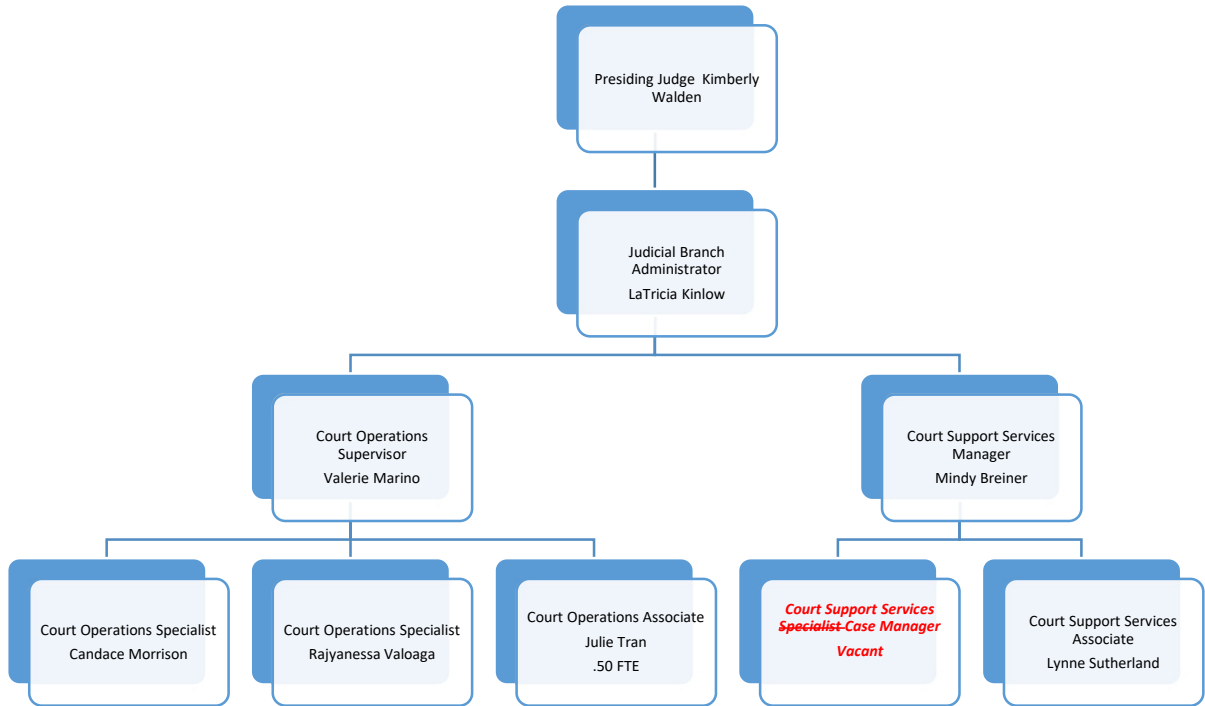 Presiding Judge  Kimberly
Walden
Judicial Branch
Administrator
LaTricia Kinlow
Court Operations
Supervisor
Valerie Marino
Court Support Services
Manager
Mindy Breiner
Court Operations Specialist
Candace Morrison
Court Operations Specialist
Rajyanessa Valoaga
Court Operations Associate
Julie Tran
.50 FTE
Court Support Services
Specialist Case Manager
Vacant
Court Support Services
Associate
Lynne Sutherland